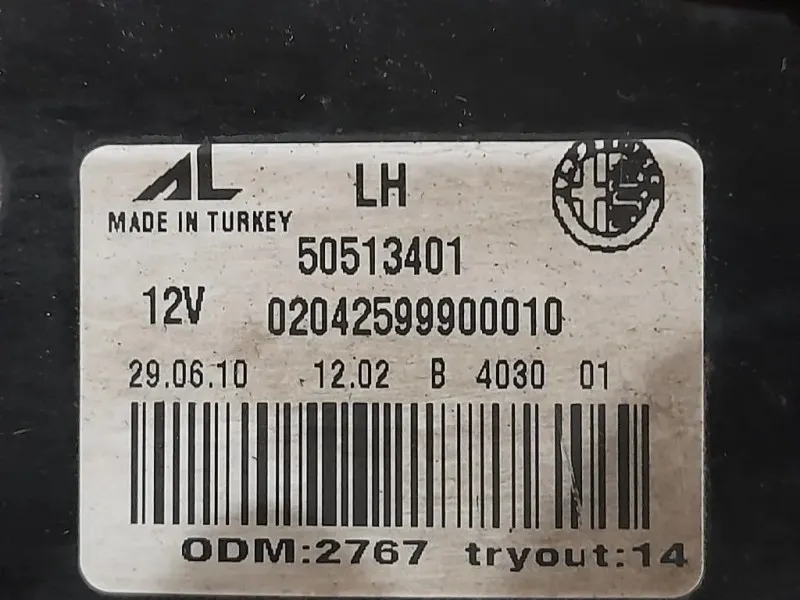 AL LH
MADE IN TURKEY
50513401
12V 02042599900010
29.06.10 12.02 B 4030 01
ODM:2767 tryout:14